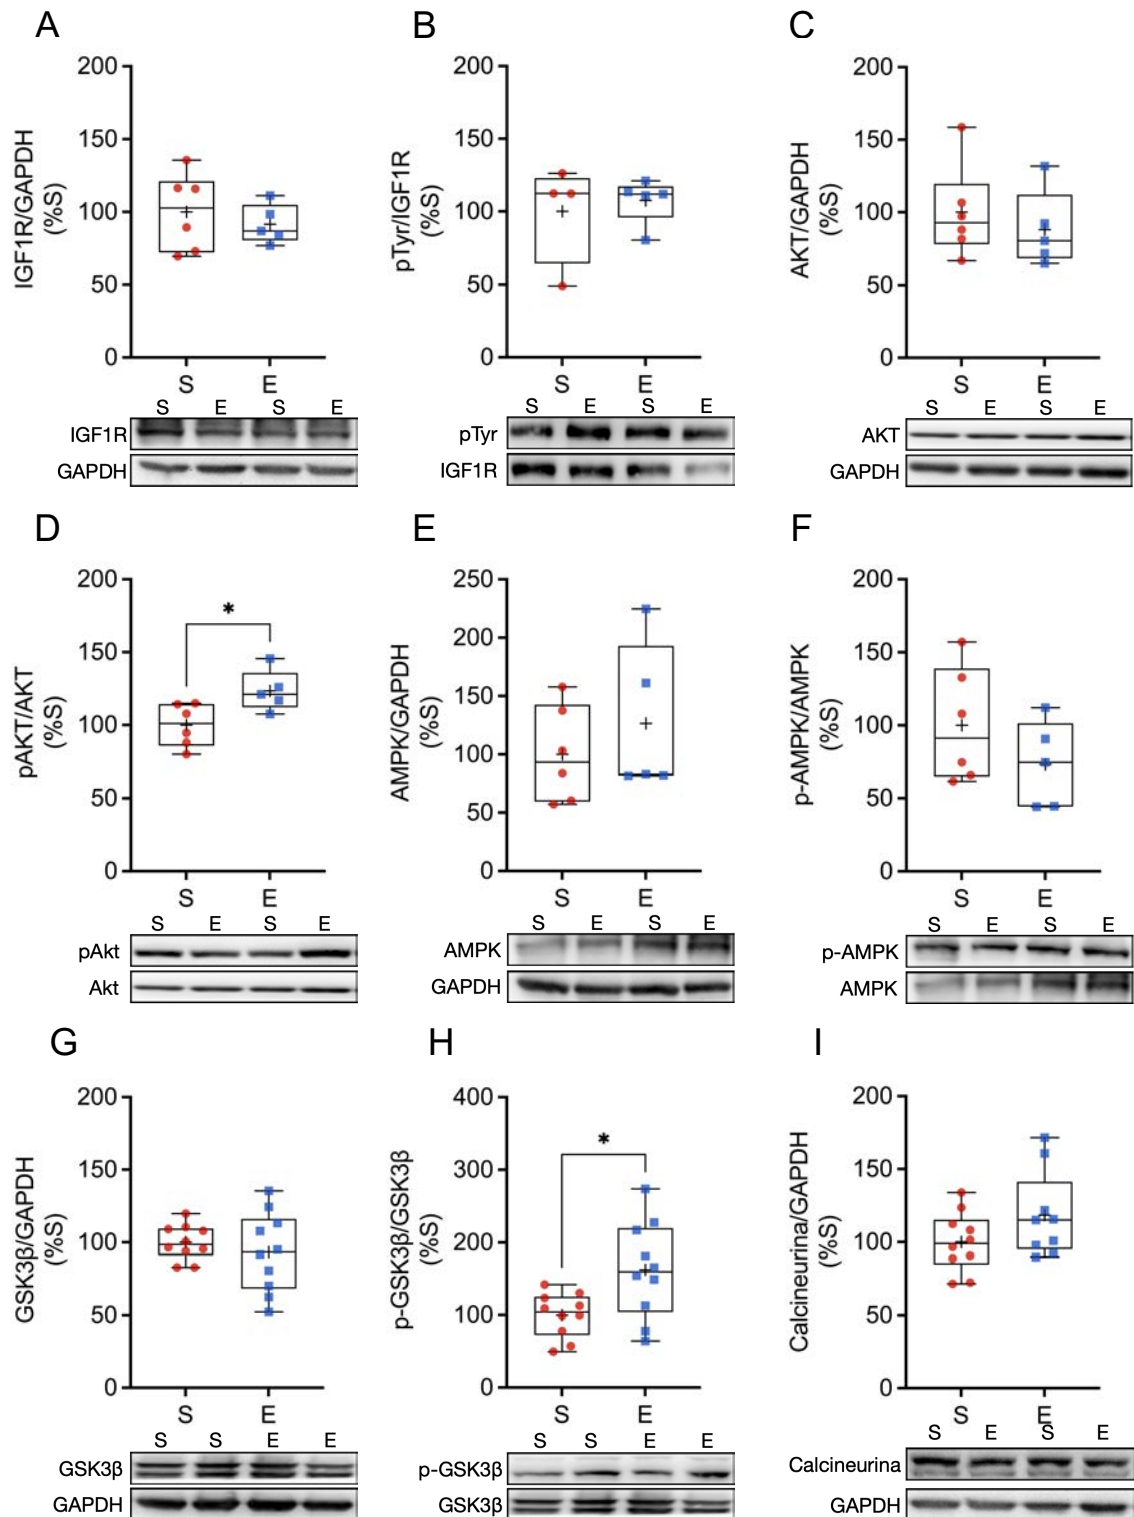 A
B
C
IGF1R/GAPDH
(%S)
200
150
100
50
0
S
E
pTyr/IGF1R
(%S)
200
150
100
50
0
S
E
AKT/GAPDH
(%S)
200
150
100
50
0
S
E
S E S E
IGF1R
GAPDH
S E S E
pTyr
IGF1R
S E S E
AKT
GAPDH
D
E
F
pAKT/AKT
(%S)
200
150
100
50
0
*
S
E
AMPK/GAPDH
(%S)
250
200
150
100
50
0
S
E
p-AMPK/AMPK
(%S)
200
150
100
50
0
S
E
S E S E
pAkt
Akt
S E S E
AMPK
GAPDH
S E S E
p-AMPK
AMPK
G
H
I
GSK3β/GAPDH
(%S)
200
150
100
50
0
S
E
p-GSK3β/GSK3β
(%S)
400
300
200
100
0
*
S
E
Calcineurina/GAPDH
(%S)
200
150
100
50
0
S
E
S S E E
GSK3β
GAPDH
S S E E
p-GSK3β
GSK3β
S E S E
Calcineurina
GAPDH